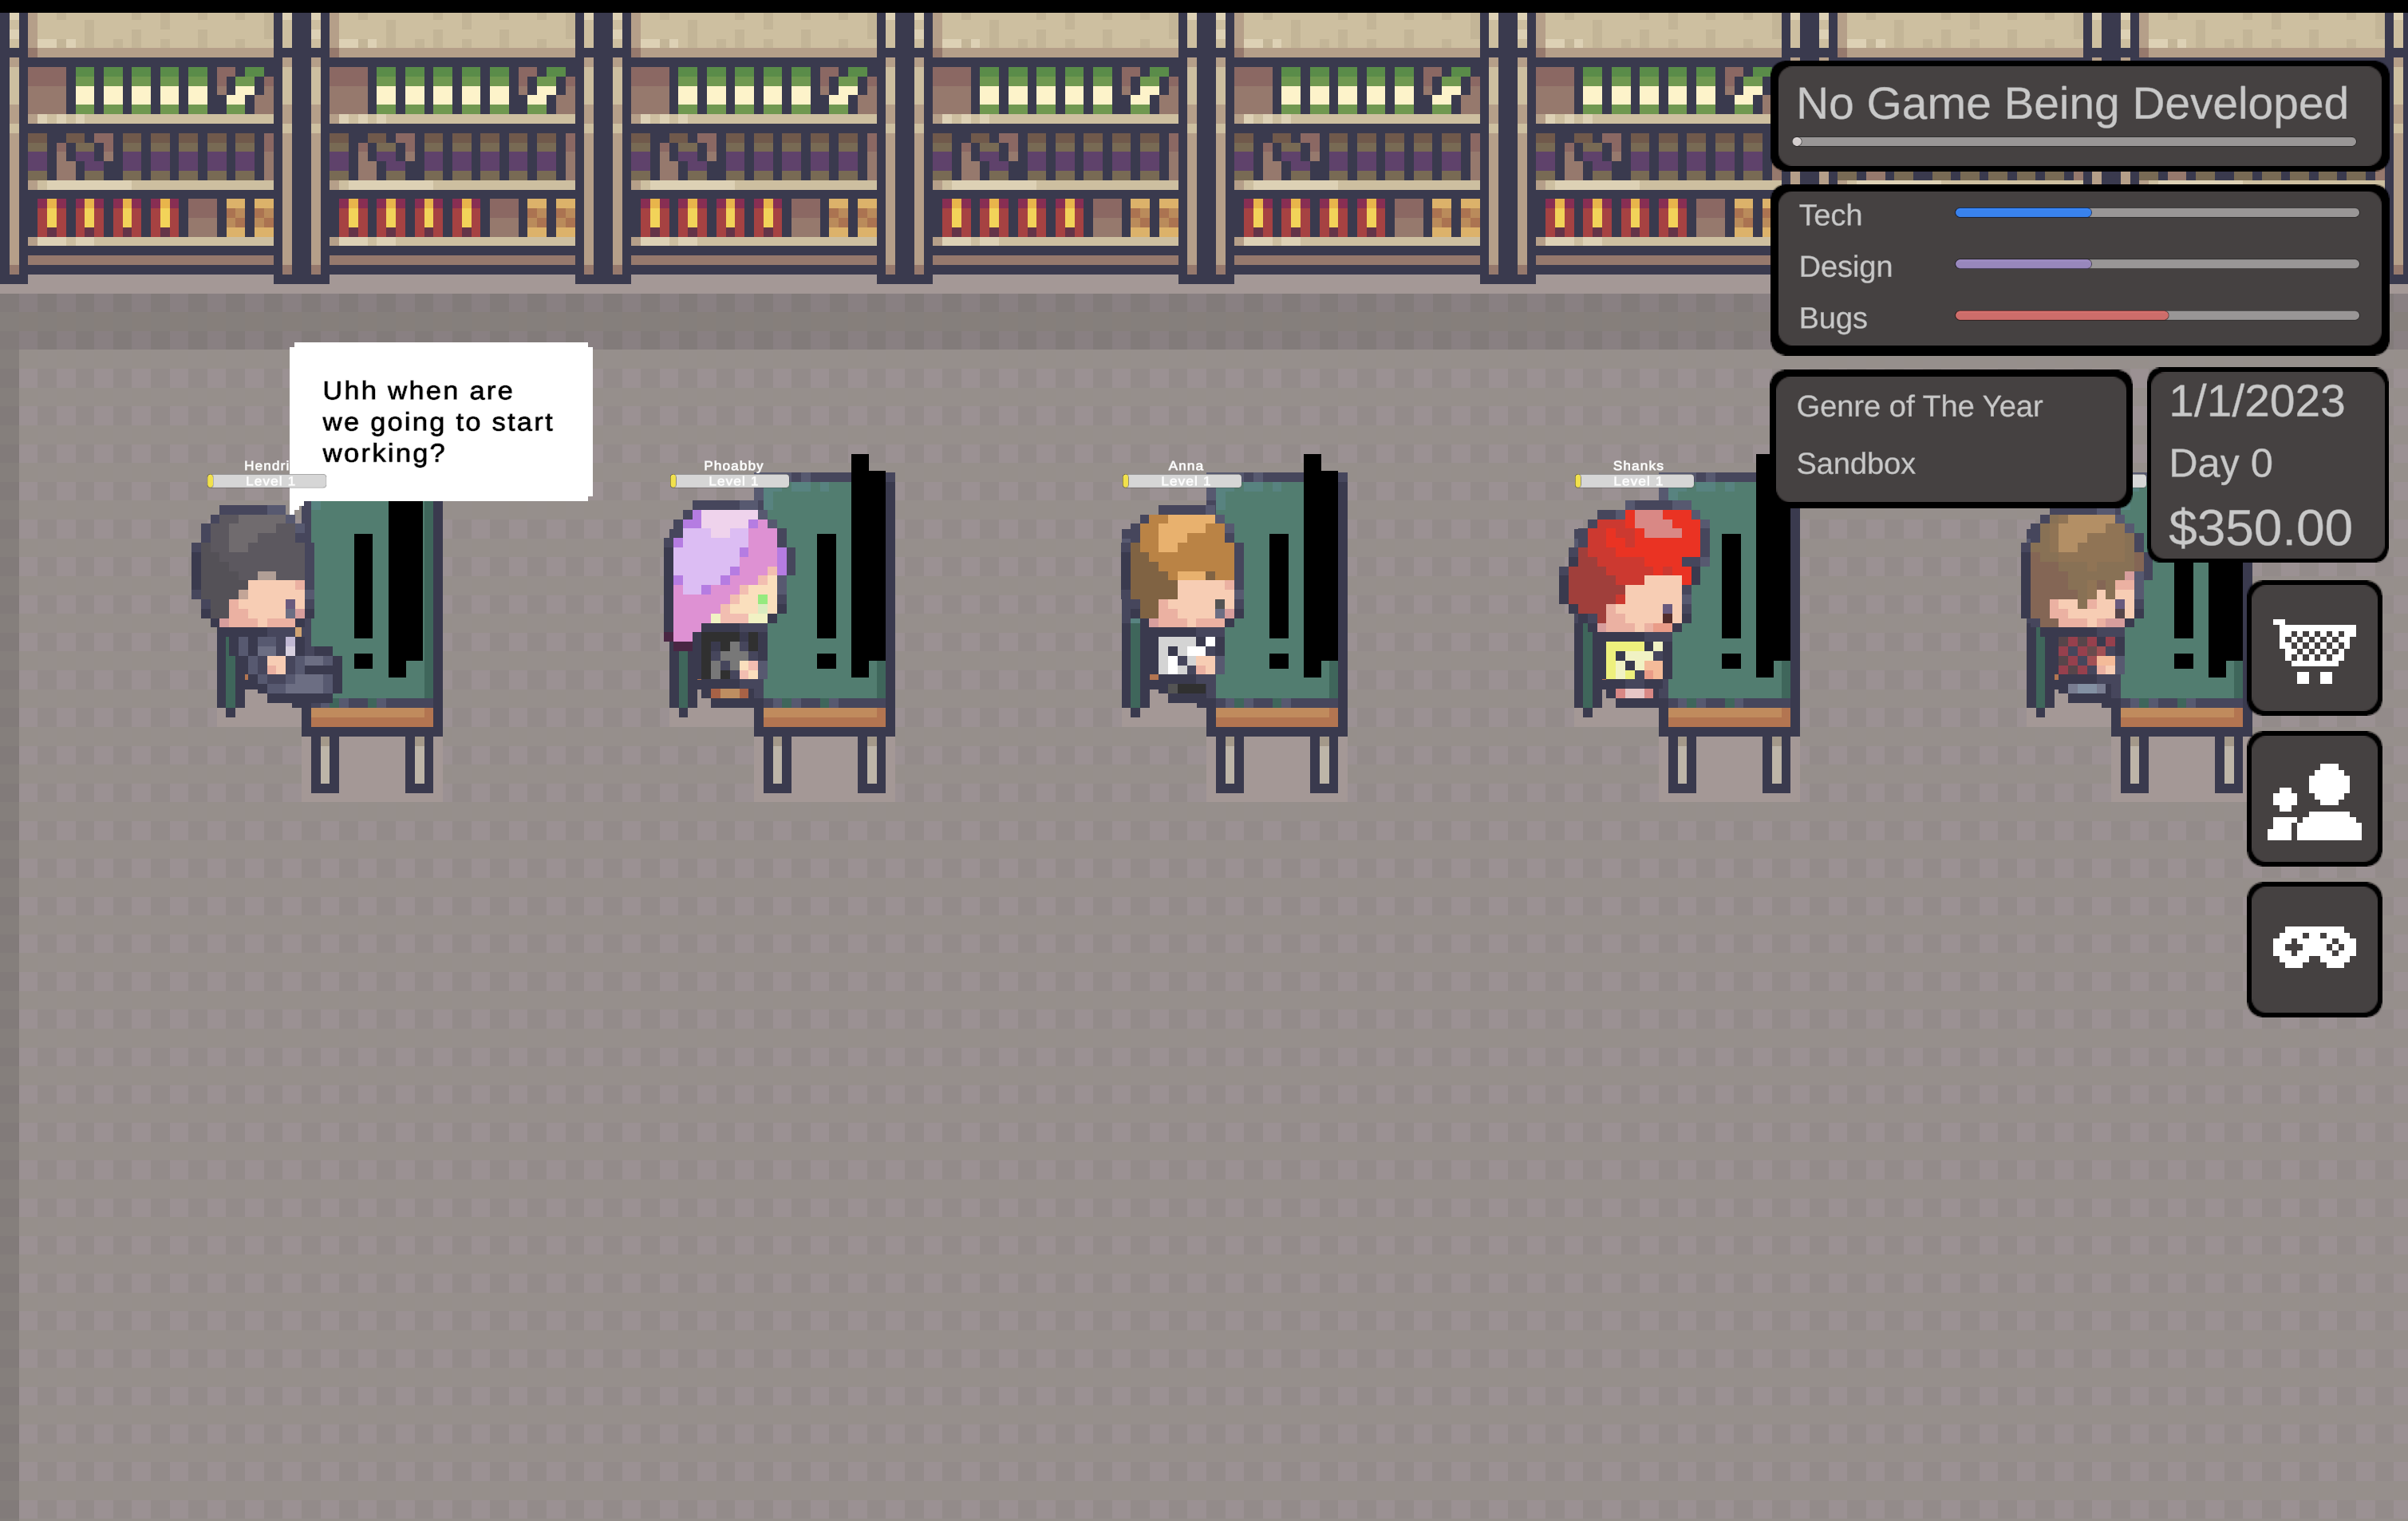 No Game Being Developed
Tech
Design
Bugs
Uhh when are
we going to start
working?
Genre of The Year
Sandbox
1/1/2023
Day 0
$350.00
Hendri
Level 1
Phoabby
Level 1
Anna
Level 1
Shanks
Level 1